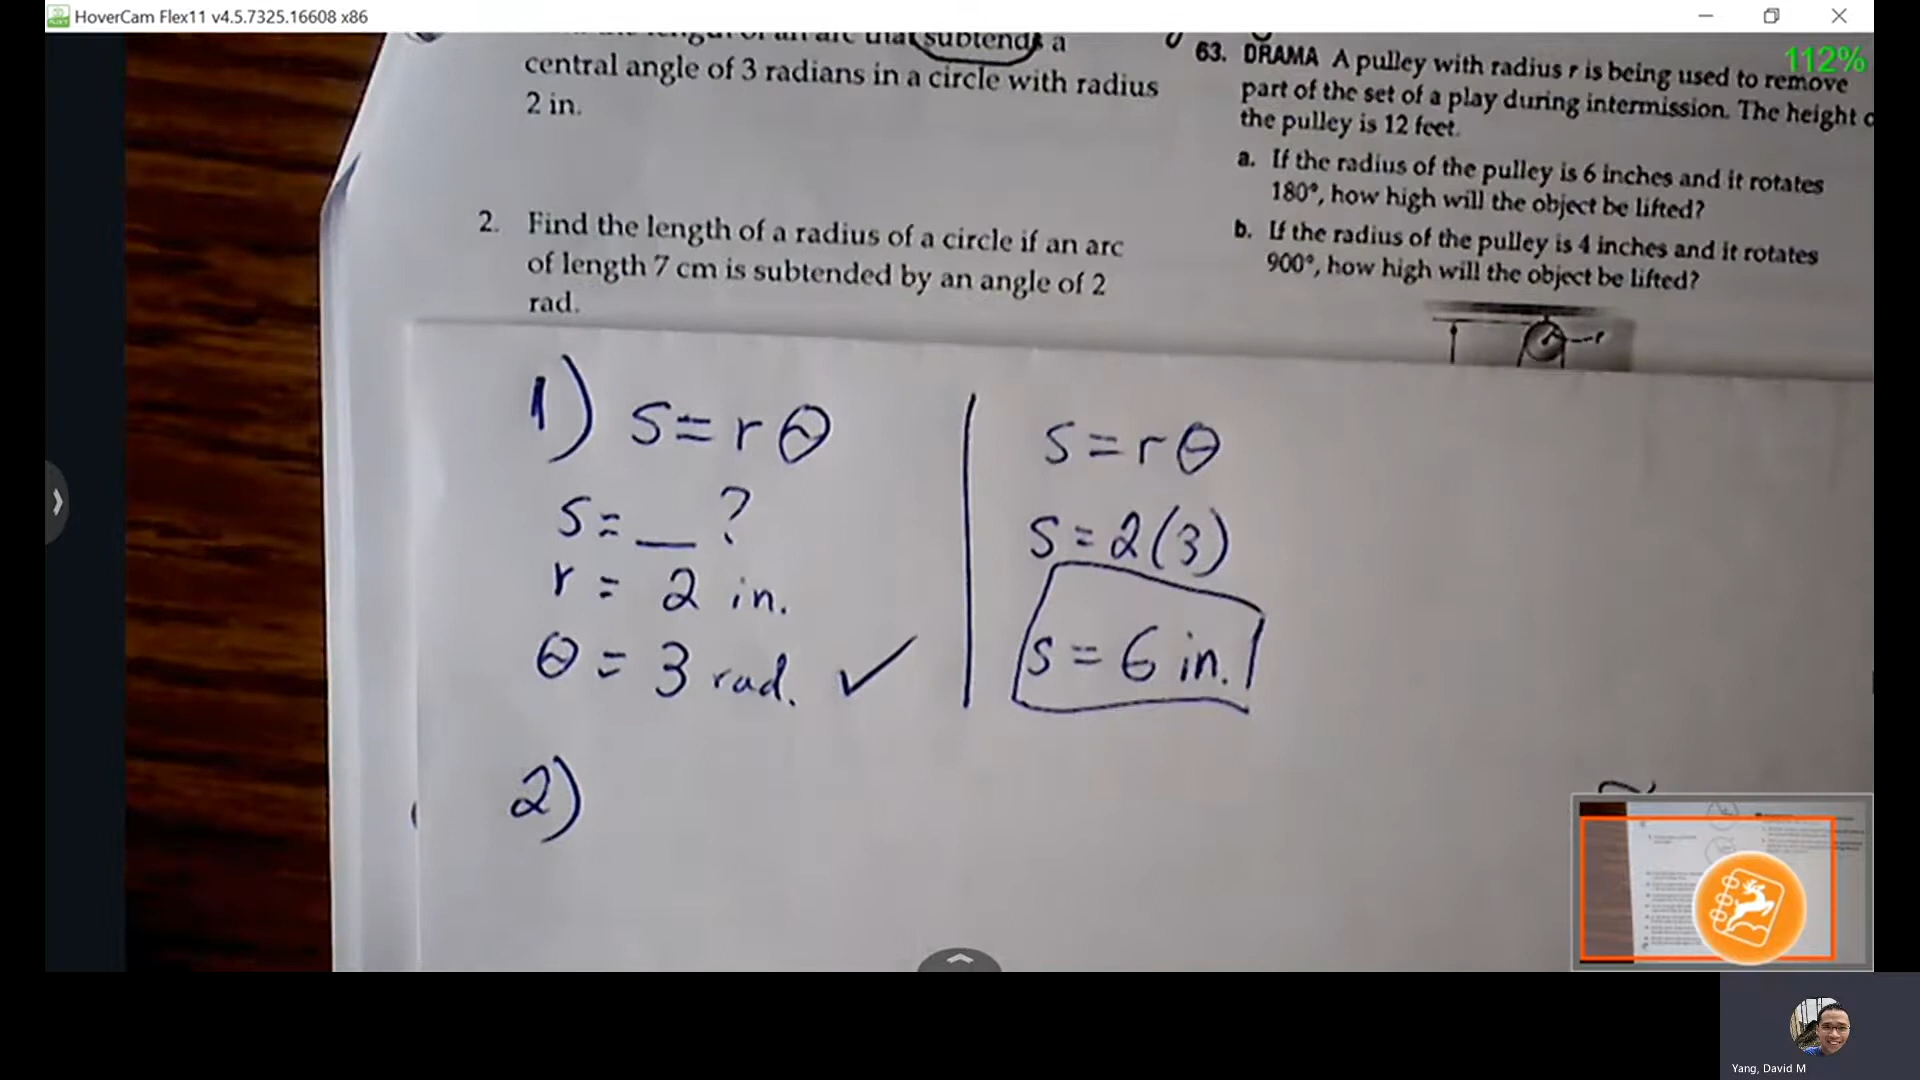 HoverCam Flex11 v4.5.7325.16608 x86
112%
length of an arc that subtends a
central angle of 3 radians in a circle with radius
2 in.
2. Find the length of a radius of a circle if an arc
of length 7 cm is subtended by an angle of 2
rad.
63. DRAMA A pulley with radius r is being used to remove
part of the set of a play during intermission. The height
the pulley is 12 feet.
a. If the radius of the pulley is 6 inches and it rotates
180°, how high will the object be lifted?
b. If the radius of the pulley is 4 inches and it rotates
900°, how high will the object be lifted?
r
1) s=rθ
s=__?
r = 2 in.
θ = 3 rad. ✓
s=rθ
s=2(3)
s=6 in.
2)
Yang, David M